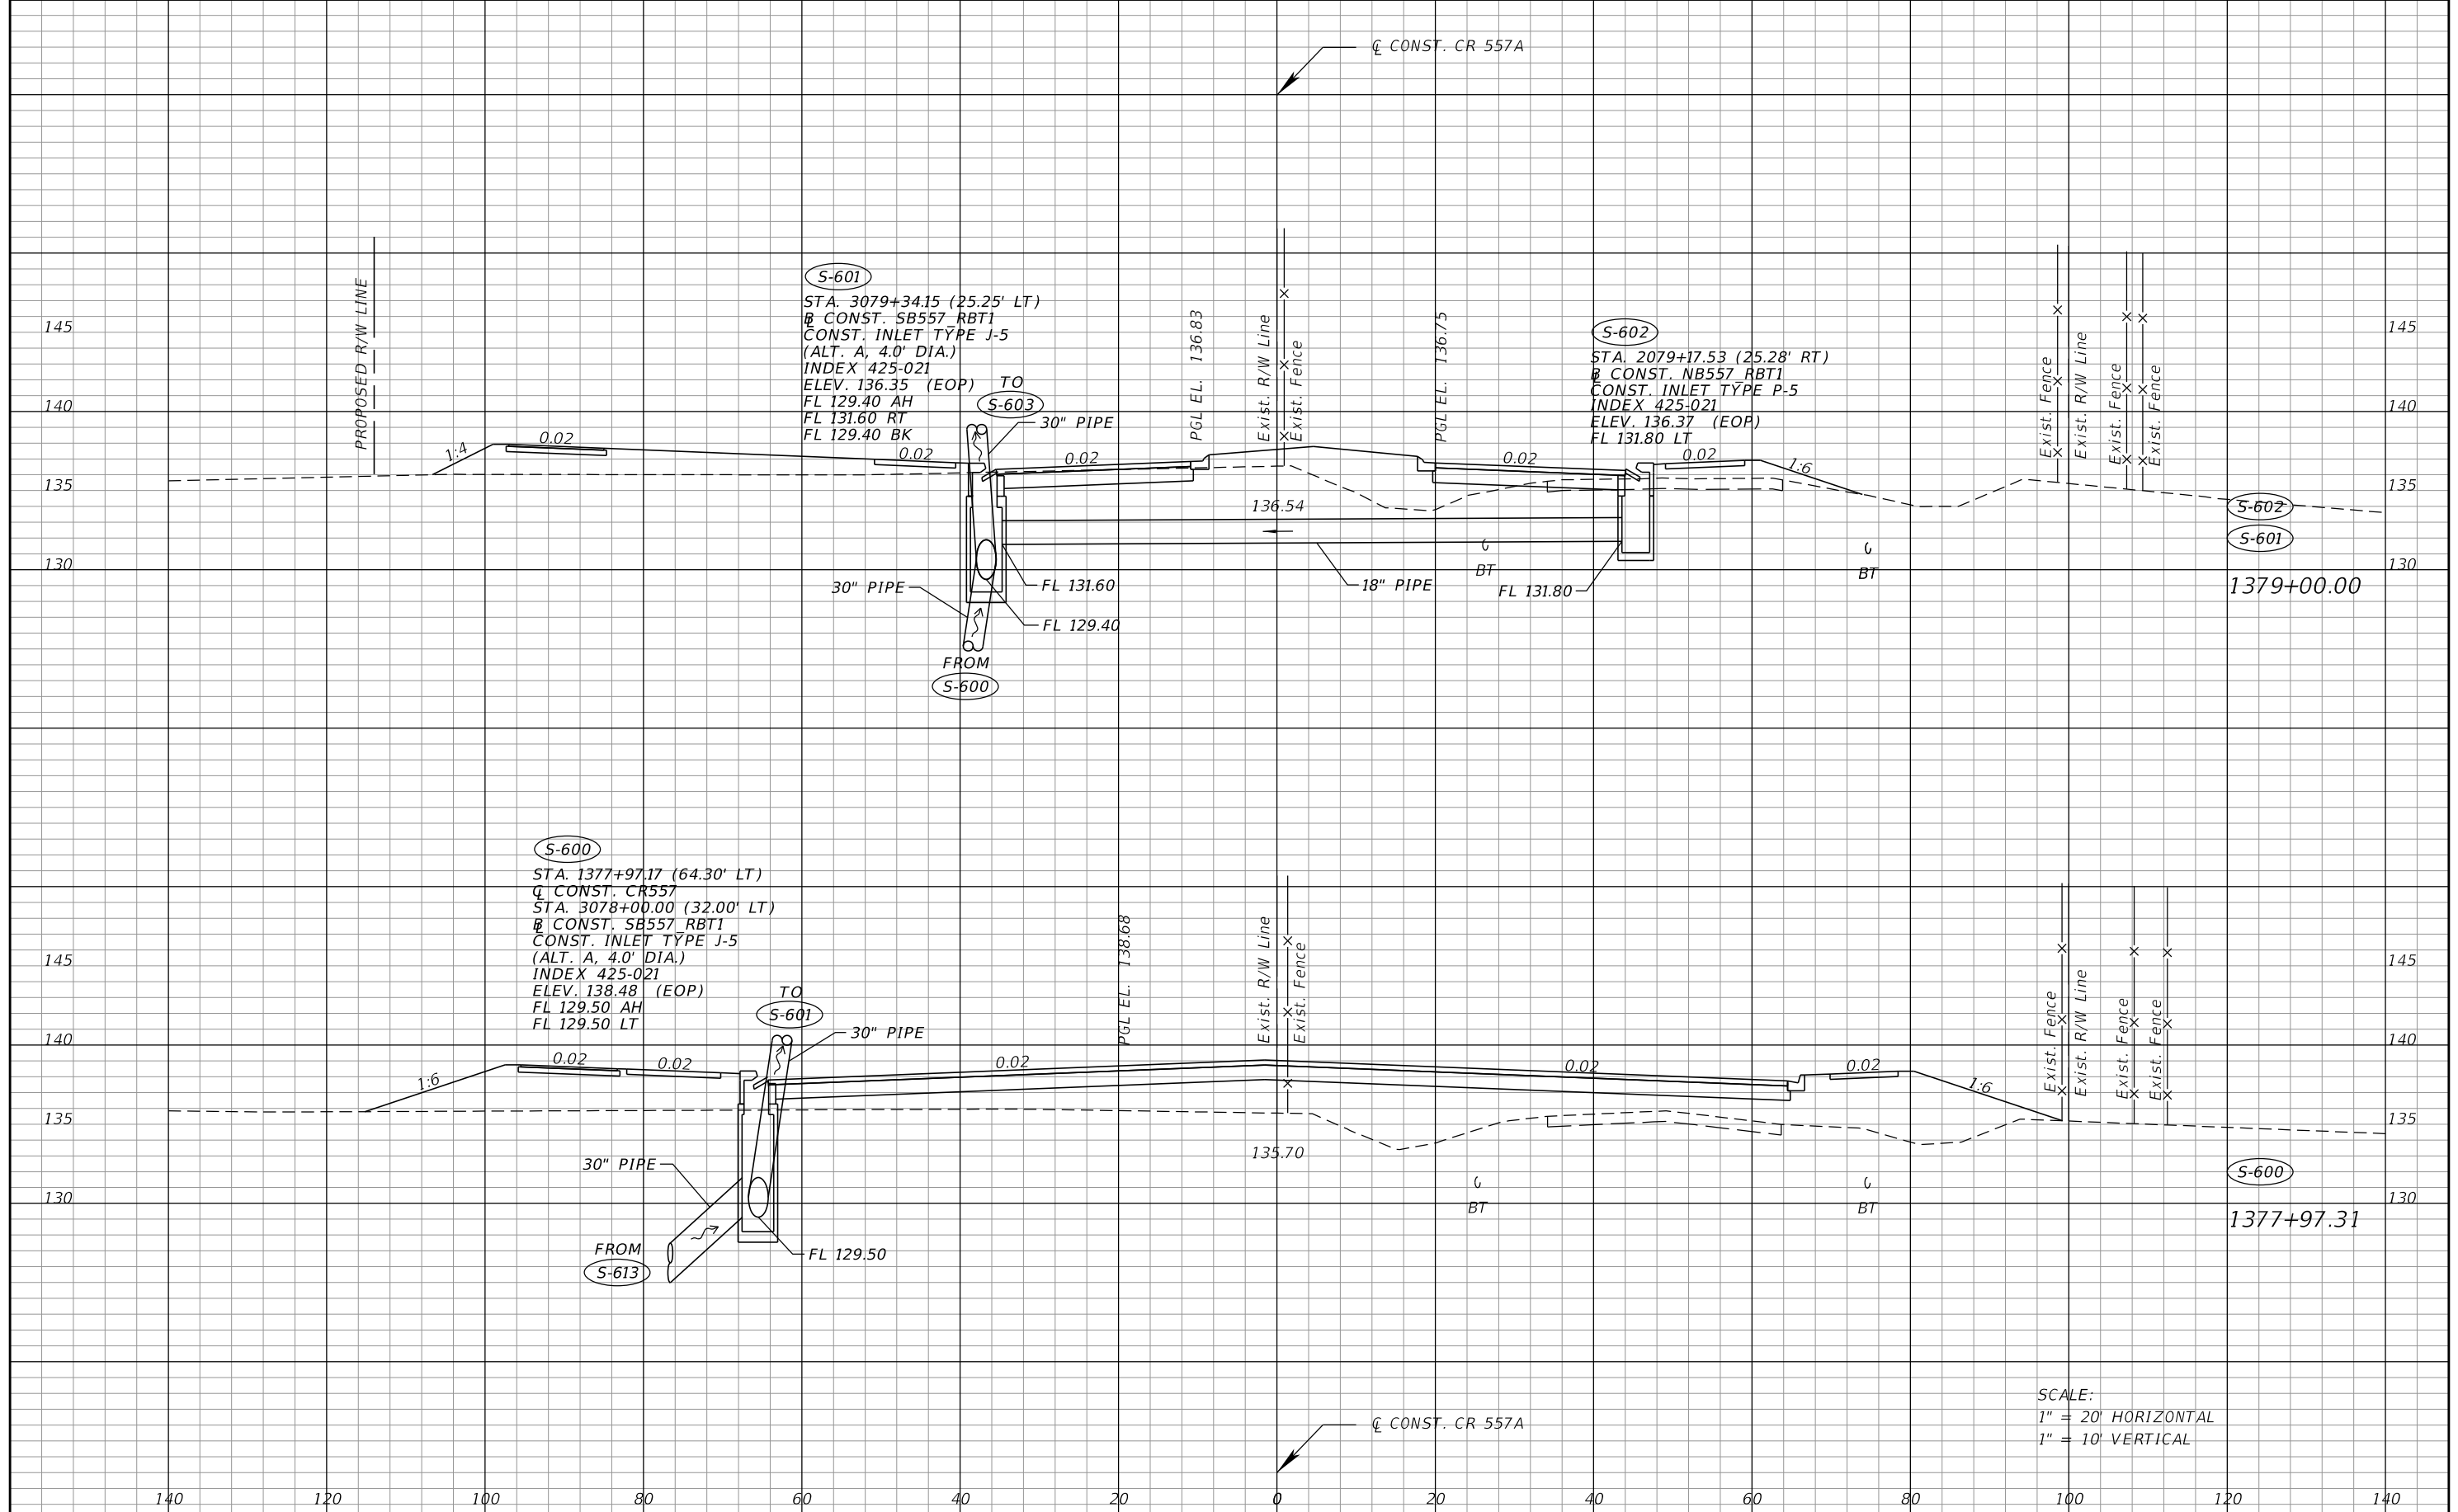 ℄ CONST. CR 557A
S-601
STA. 3079+34.15 (25.25' LT)
B̲L CONST. SB557_RBT1
CONST. INLET TYPE J-5
(ALT. A, 4.0' DIA.)
INDEX 425-021
ELEV. 136.35 (EOP)
FL 129.40 AH
FL 131.60 RT
FL 129.40 BK
TO
S-603
30" PIPE
PROPOSED R/W LINE
PGL EL. 136.83
Exist. R/W Line
Exist. Fence
PGL EL. 136.75
S-602
STA. 2079+17.53 (25.28' RT)
B̲L CONST. NB557_RBT1
CONST. INLET TYPE P-5
INDEX 425-021
ELEV. 136.37 (EOP)
FL 131.80 LT
Exist. Fence
Exist. R/W Line
Exist. Fence
Exist. Fence
145
145
140
140
135
135
130
130
1:4
0.02
0.02
0.02
0.02
0.02
1:6
136.54
30" PIPE
FL 131.60
FL 129.40
18" PIPE
FL 131.80
BT
BT
FROM
S-600
S-602
S-601
1379+00.00
S-600
STA. 1377+97.17 (64.30' LT)
℄ CONST. CR557
STA. 3078+00.00 (32.00' LT)
B̲L CONST. SB557_RBT1
CONST. INLET TYPE J-5
(ALT. A, 4.0' DIA.)
INDEX 425-021
ELEV. 138.48 (EOP)
FL 129.50 AH
FL 129.50 LT
TO
S-601
30" PIPE
PGL EL. 138.68
Exist. R/W Line
Exist. Fence
Exist. Fence
Exist. R/W Line
Exist. Fence
Exist. Fence
145
145
140
140
135
135
130
130
1:6
0.02
0.02
0.02
0.02
0.02
1:6
135.70
30" PIPE
FL 129.50
BT
BT
FROM
S-613
S-600
1377+97.31
℄ CONST. CR 557A
SCALE:
1" = 20' HORIZONTAL
1" = 10' VERTICAL
140 120 100 80 60 40 20 0 20 40 60 80 100 120 140